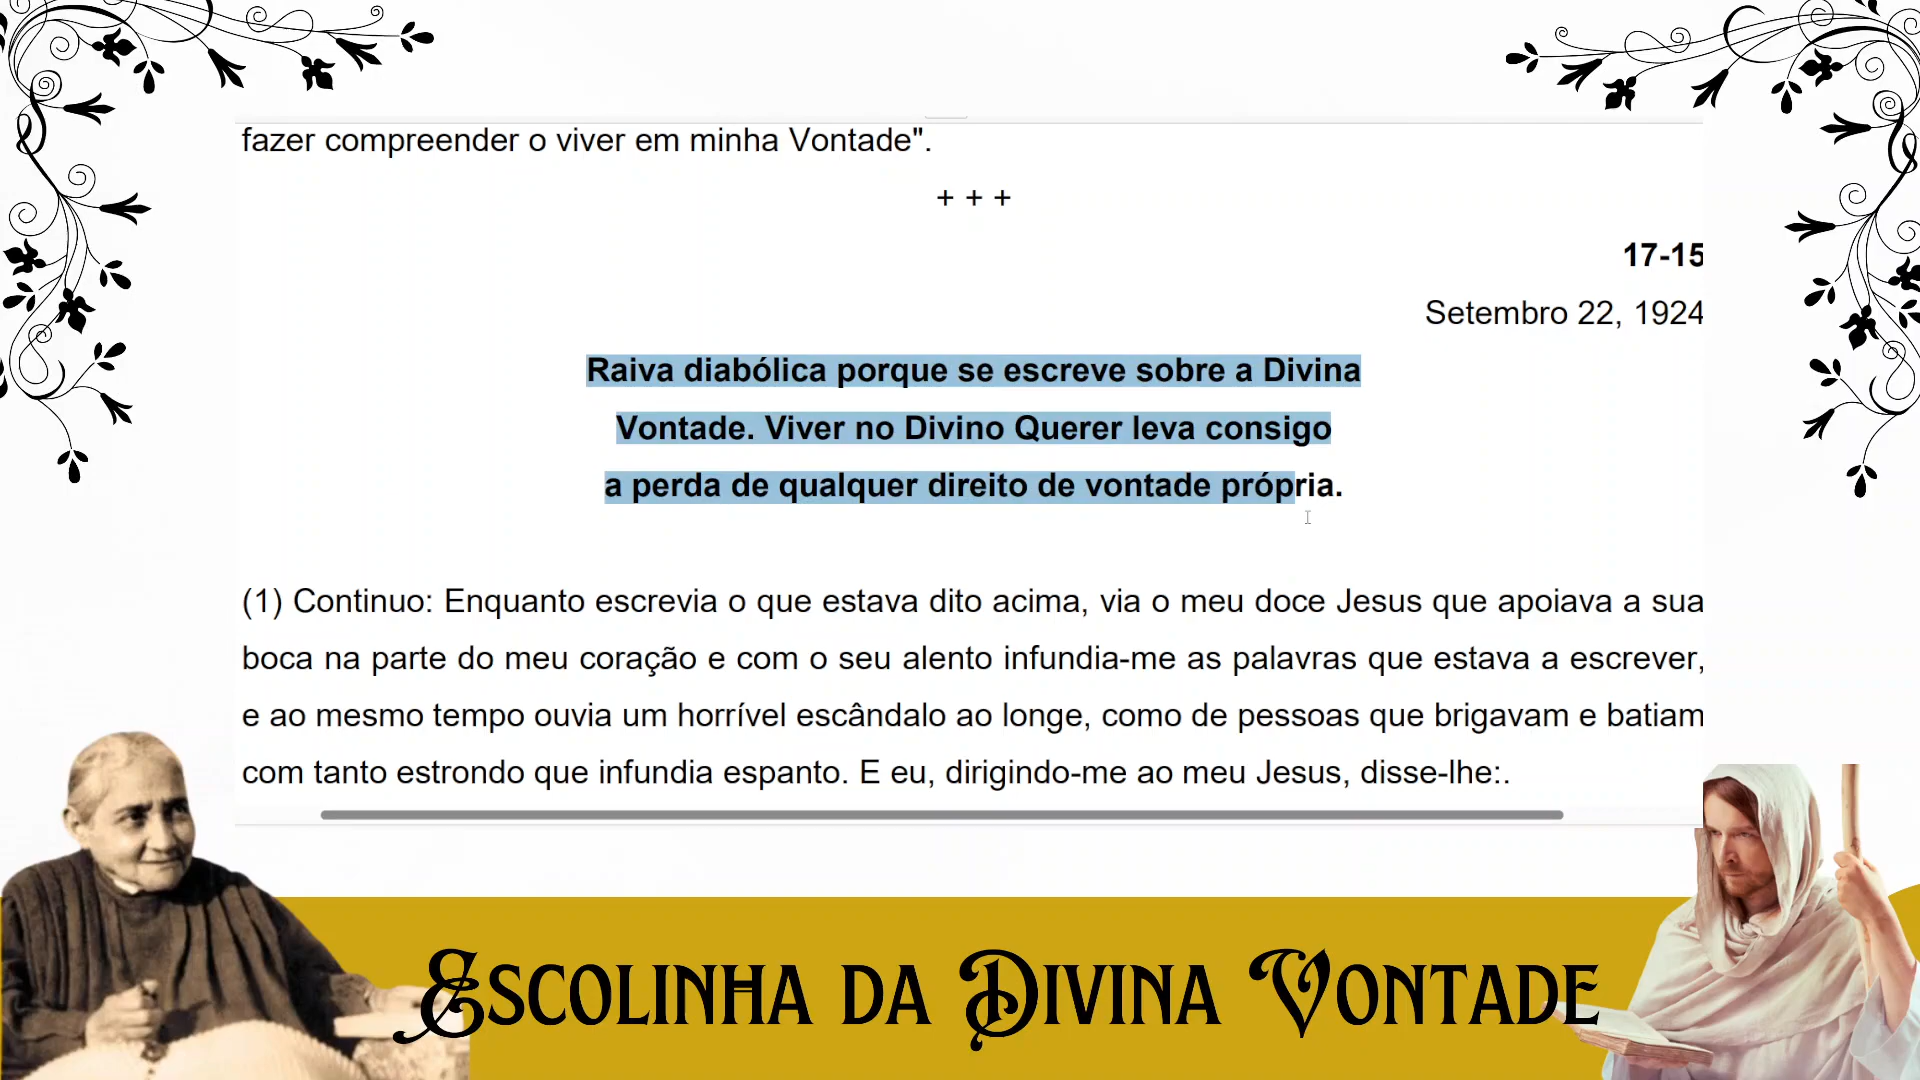 fazer compreender o viver em minha Vontade".
+ + +
17-15
Setembro 22, 1924
Raiva diabólica porque se escreve sobre a Divina
Vontade. Viver no Divino Querer leva consigo
a perda de qualquer direito de vontade própria.
(1) Continuo: Enquanto escrevia o que estava dito acima, via o meu doce Jesus que apoiava a sua
boca na parte do meu coração e com o seu alento infundia-me as palavras que estava a escrever,
e ao mesmo tempo ouvia um horrível escândalo ao longe, como de pessoas que brigavam e batiam
com tanto estrondo que infundia espanto. E eu, dirigindo-me ao meu Jesus, disse-lhe:.
Escolinha da Divina Vontade